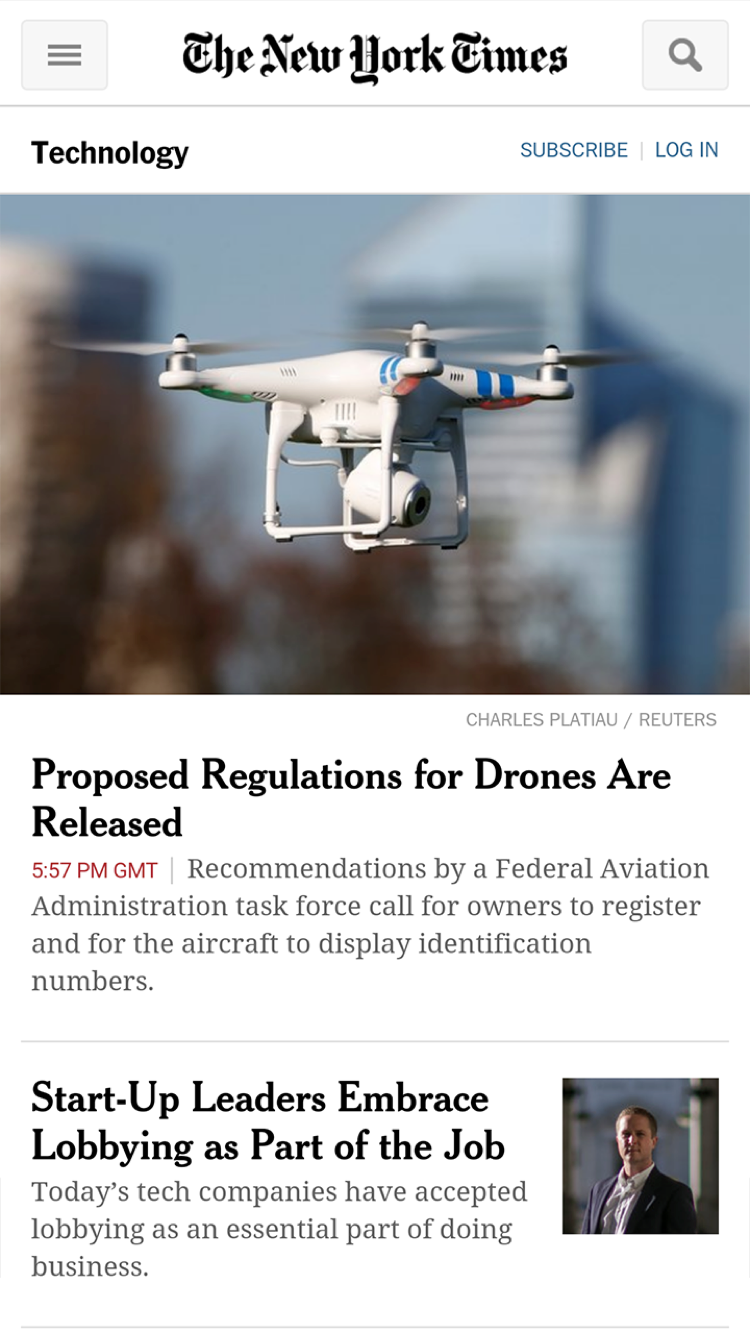 The New York Times
Technology
SUBSCRIBE | LOG IN
CHARLES PLATIAU / REUTERS
Proposed Regulations for Drones Are
Released
5:57 PM GMT | Recommendations by a Federal Aviation
Administration task force call for owners to register
and for the aircraft to display identification
numbers.
Start-Up Leaders Embrace
Lobbying as Part of the Job
Today’s tech companies have accepted
lobbying as an essential part of doing
business.